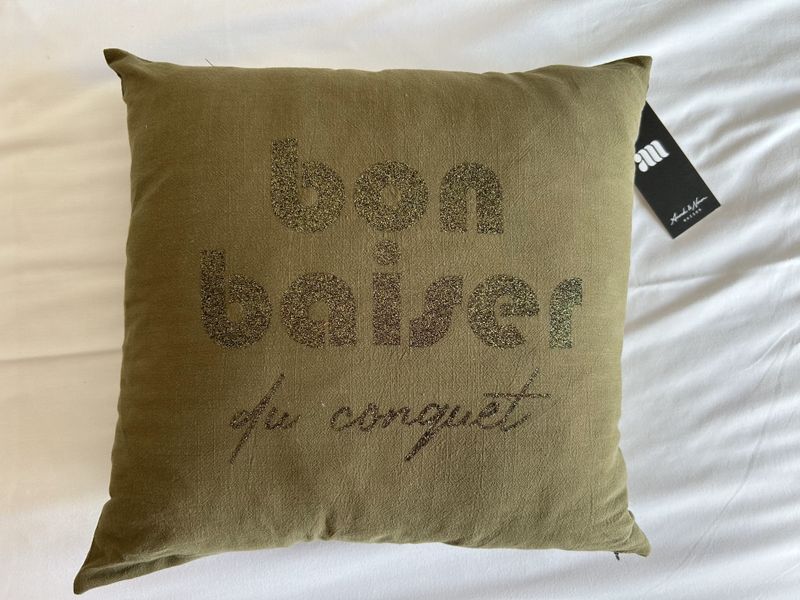 bon
baiser
du conquet